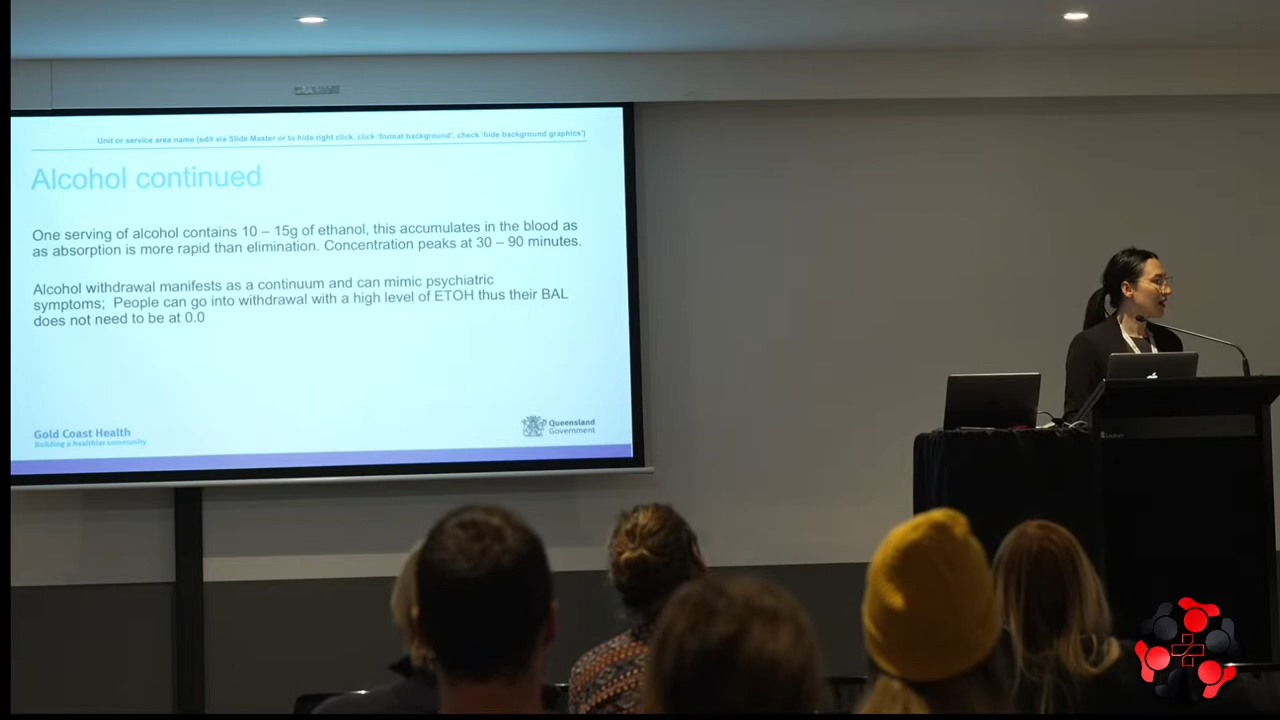 Unit or service area name (edit via Slide Master or to hide right click, click 'format background', check 'hide background graphics')
Alcohol continued
One serving of alcohol contains 10 – 15g of ethanol, this accumulates in the blood as
as absorption is more rapid than elimination. Concentration peaks at 30 – 90 minutes.
Alcohol withdrawal manifests as a continuum and can mimic psychiatric
symptoms;  People can go into withdrawal with a high level of ETOH thus their BAL
does not need to be at 0.0
Gold Coast Health
Building a healthier community
Queensland
Government